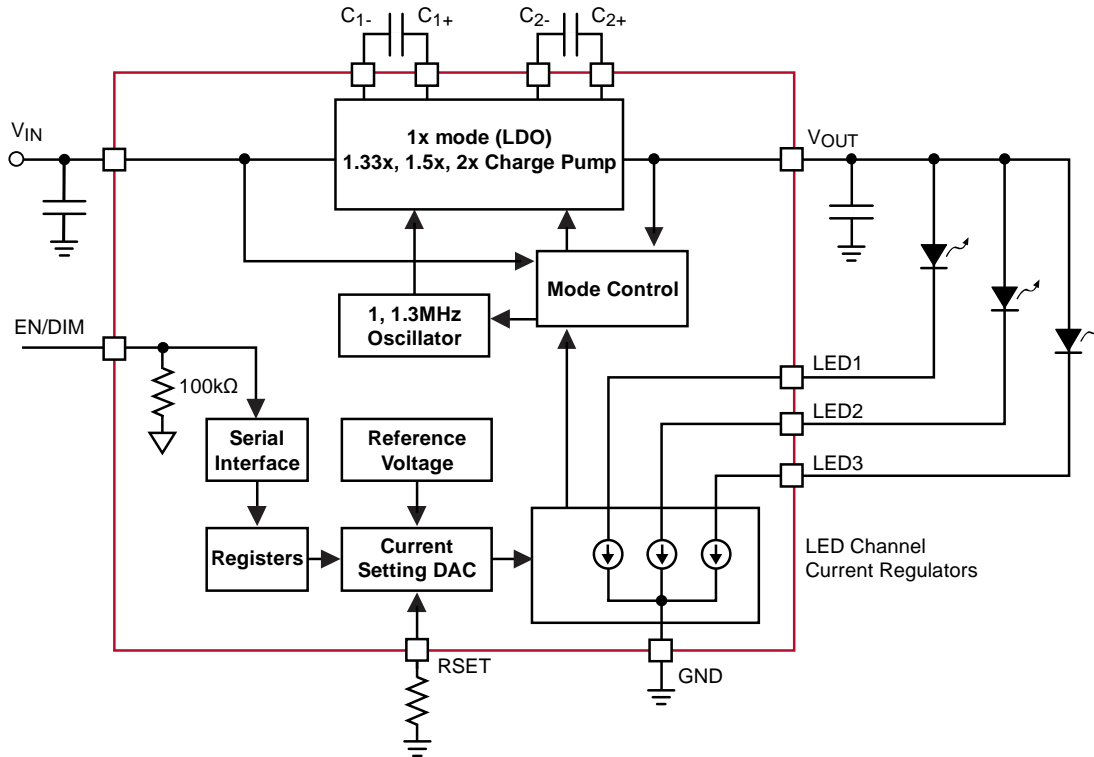 C1- C1+ C2- C2+
VIN
1x mode (LDO)
1.33x, 1.5x, 2x Charge Pump
VOUT
Mode Control
1, 1.3MHz
Oscillator
EN/DIM
100kΩ
LED1
LED2
LED3
Serial
Interface
Reference
Voltage
Registers
Current
Setting DAC
LED Channel
Current Regulators
RSET
GND